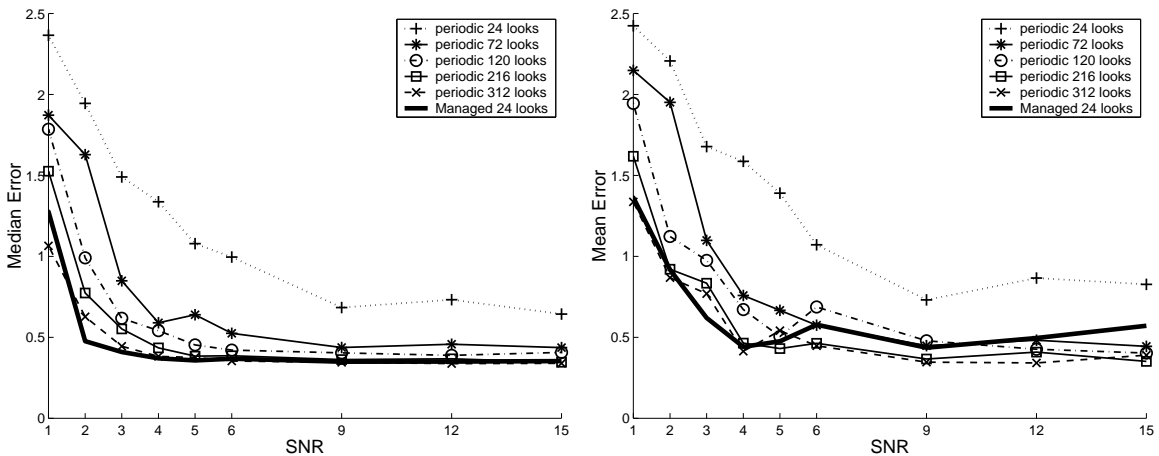 2.5
2
1.5
1
0.5
0
Median Error
1 2 3 4 5 6 9 12 15
SNR
periodic 24 looks
periodic 72 looks
periodic 120 looks
periodic 216 looks
periodic 312 looks
Managed 24 looks
2.5
2
1.5
1
0.5
0
Mean Error
1 2 3 4 5 6 9 12 15
SNR
periodic 24 looks
periodic 72 looks
periodic 120 looks
periodic 216 looks
periodic 312 looks
Managed 24 looks